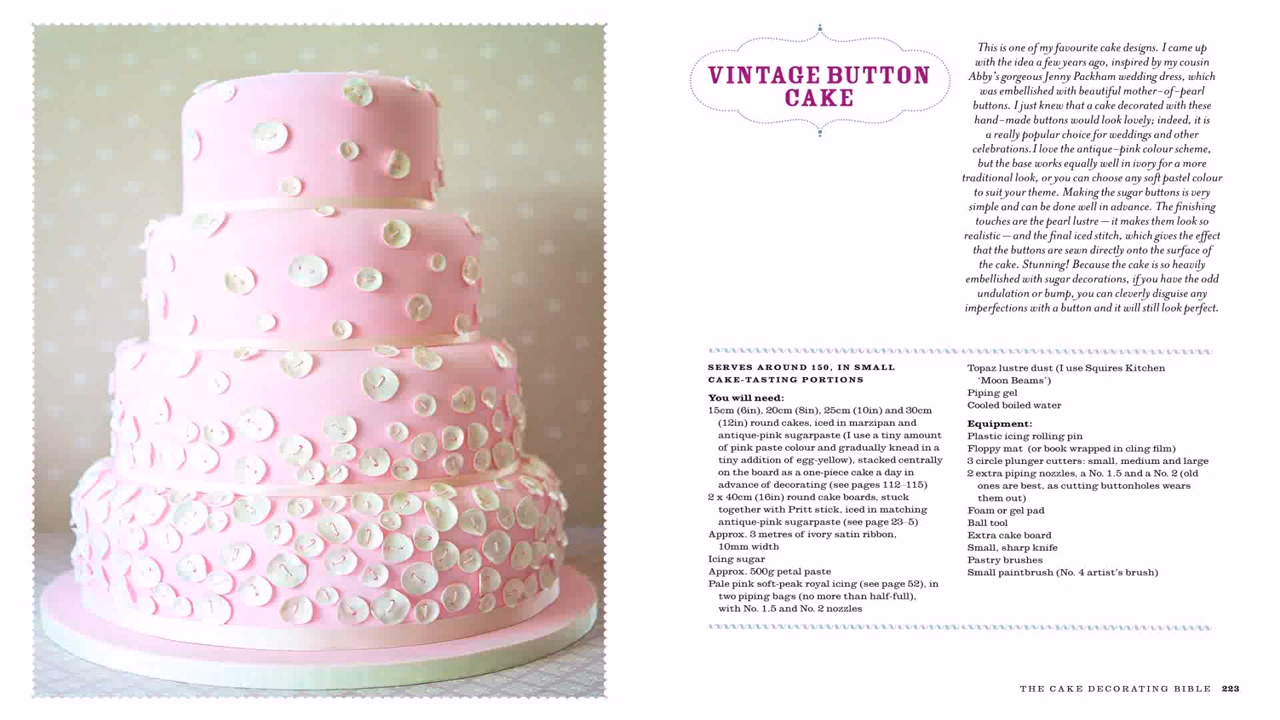 VINTAGE BUTTON
CAKE
This is one of my favourite cake designs. I came up
with the idea a few years ago, inspired by my cousin
Abby's gorgeous Jenny Packham wedding dress, which
was embellished with beautiful mother-of-pearl
buttons. I just knew that a cake decorated with these
hand-made buttons would look lovely; indeed, it is
a really popular choice for weddings and other
celebrations. I love the antique-pink colour scheme,
but the base works equally well in ivory for a more
traditional look, or you can choose any soft pastel colour
to suit your theme. Making the sugar buttons is very
simple and can be done well in advance. The finishing
touches are the pearl lustre – it makes them look so
realistic – and the final iced stitch, which gives the effect
that the buttons are sewn directly onto the surface of
the cake. Stunning! Because the cake is so heavily
embellished with sugar decorations, if you have the odd
undulation or bump, you can cleverly disguise any
imperfections with a button and it will still look perfect.
SERVES AROUND 150, IN SMALL
CAKE-TASTING PORTIONS
You will need:
15cm (6in), 20cm (8in), 25cm (10in) and 30cm
(12in) round cakes, iced in marzipan and
antique-pink sugarpaste (I use a tiny amount
of pink paste colour and gradually knead in a
tiny addition of egg-yellow), stacked centrally
on the board as a one-piece cake a day in
advance of decorating (see pages 112–115)
2 x 40cm (16in) round cake boards, stuck
together with Pritt stick, iced in matching
antique-pink sugarpaste (see page 23–5)
Approx. 3 metres of ivory satin ribbon,
10mm width
Icing sugar
Approx. 500g petal paste
Pale pink soft-peak royal icing (see page 52), in
two piping bags (no more than half-full),
with No. 1.5 and No. 2 nozzles
Topaz lustre dust (I use Squires Kitchen
'Moon Beams')
Piping gel
Cooled boiled water
Equipment:
Plastic icing rolling pin
Floppy mat (or book wrapped in cling film)
3 circle plunger cutters: small, medium and large
2 extra piping nozzles, a No. 1.5 and a No. 2 (old
ones are best, as cutting buttonholes wears
them out)
Foam or gel pad
Ball tool
Extra cake board
Small, sharp knife
Pastry brushes
Small paintbrush (No. 4 artist's brush)
THE CAKE DECORATING BIBLE 223